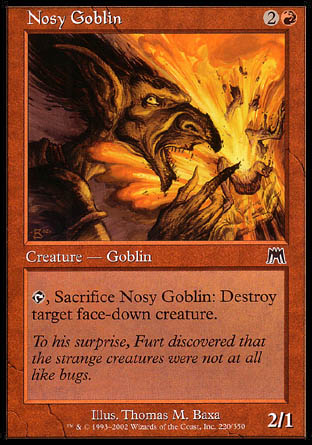 Nosy Goblin 2
Creature — Goblin
, Sacrifice Nosy Goblin: Destroy
target face-down creature.
To his surprise, Furt discovered that
the strange creatures were not at all
like bugs.
Illus. Thomas M. Baxa
™ & © 1993–2002 Wizards of the Coast, Inc. 220/350
2/1